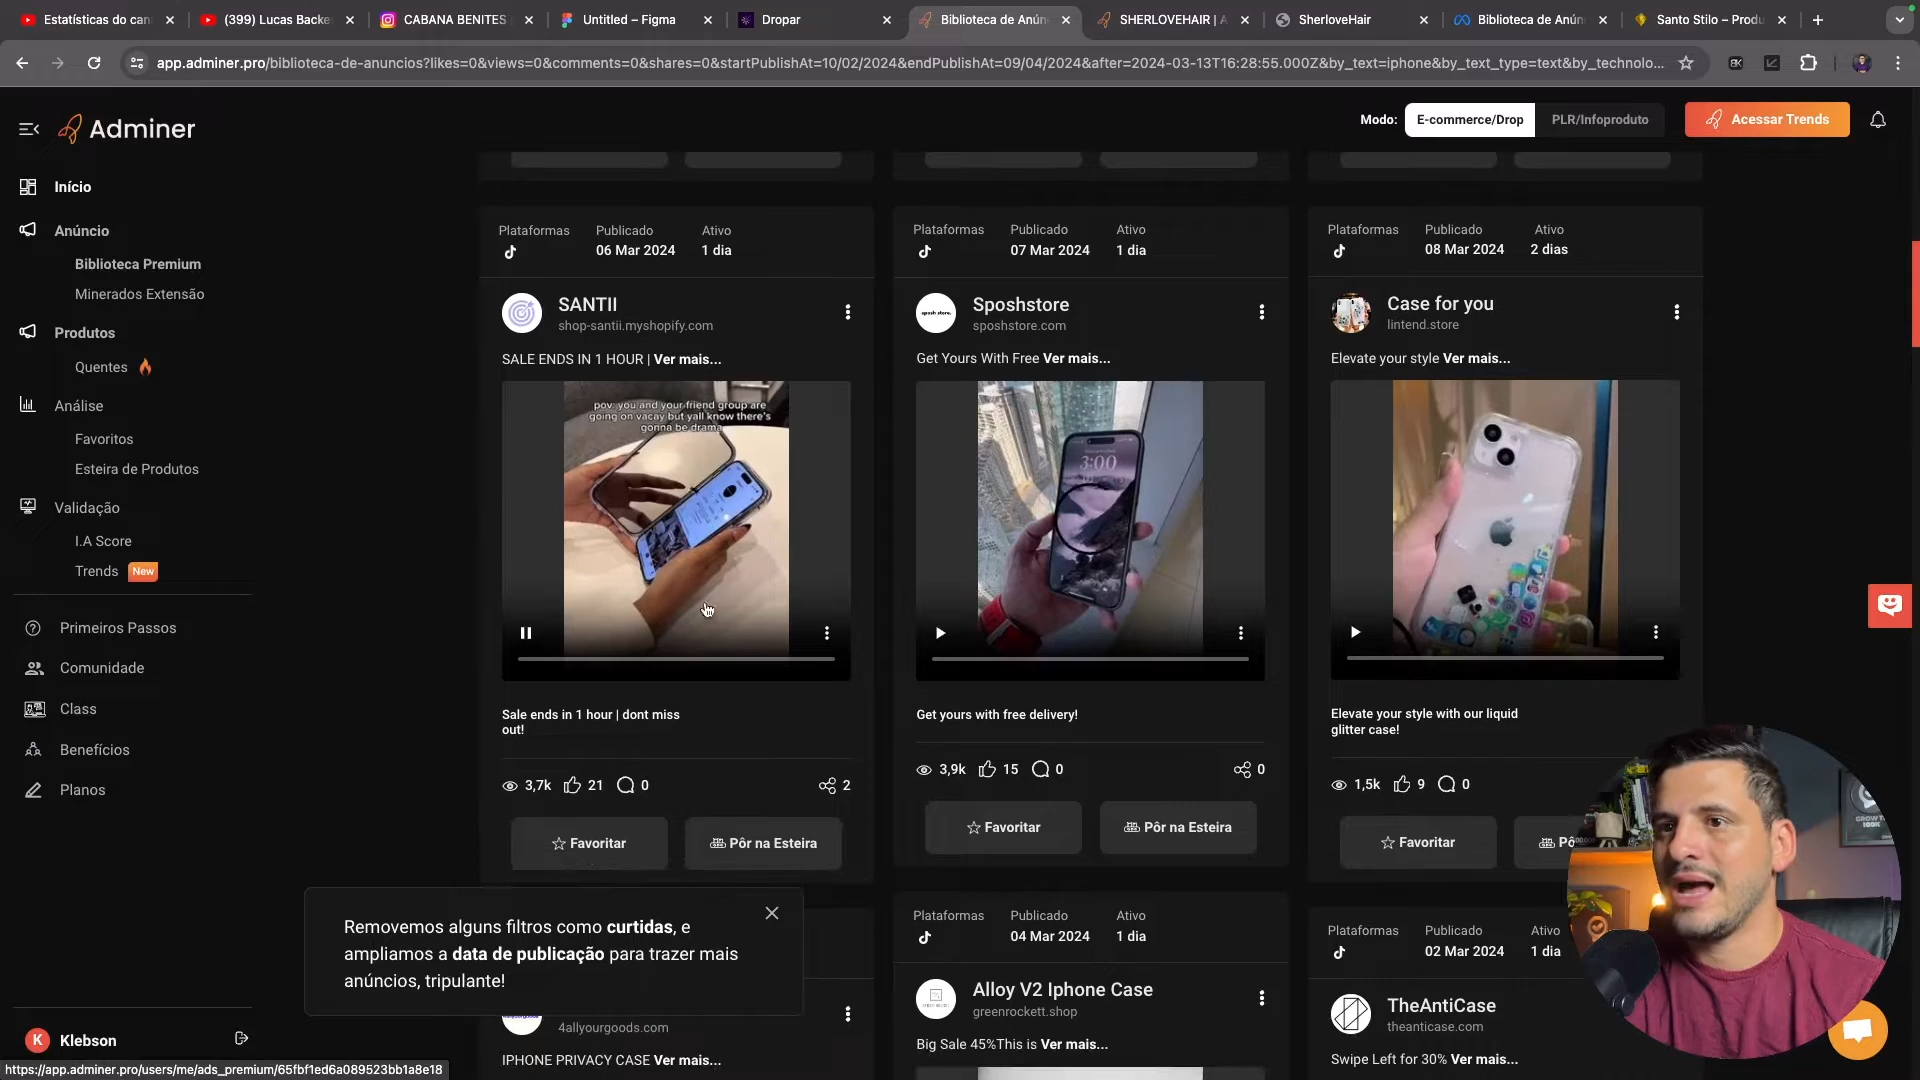 Estatísticas do can
(399) Lucas Backe
CABANA BENITES
Untitled – Figma
Dropar
Biblioteca de Anún
SHERLOVEHAIR | A
SherloveHair
Biblioteca de Anún
Santo Stilo – Produ
app.adminer.pro/biblioteca-de-anuncios?likes=0&views=0&comments=0&shares=0&startPublishAt=10/02/2024&endPublishAt=09/04/2024&after=2024-03-13T16:28:55.000Z&by_text=iphone&by_text_type=text&by_technolo...
Adminer
Modo:
E-commerce/Drop
PLR/Infoproduto
Acessar Trends
Início
Anúncio
Biblioteca Premium
Minerados Extensão
Produtos
Quentes
Análise
Favoritos
Esteira de Produtos
Validação
I.A Score
Trends New
Primeiros Passos
Comunidade
Class
Benefícios
Planos
K Klebson
https://app.adminer.pro/users/me/ads_premium/65fbf1ed6a089523bb1a8e18
Plataformas Publicado Ativo
06 Mar 2024 1 dia
SANTII
shop-santii.myshopify.com
SALE ENDS IN 1 HOUR | Ver mais...
pov: you and your friend group are
going on vacay but yall know there's
gonna be drama
Sale ends in 1 hour | dont miss
out!
3,7k 21 0 2
Favoritar Pôr na Esteira
Plataformas Publicado Ativo
07 Mar 2024 1 dia
sposh store.
Sposhstore
sposhstore.com
Get Yours With Free Ver mais...
3:00
Get yours with free delivery!
3,9k 15 0 0
Favoritar Pôr na Esteira
Plataformas Publicado Ativo
08 Mar 2024 2 dias
Case for you
lintend.store
Elevate your style Ver mais...
Elevate your style with our liquid
glitter case!
1,5k 9 0
Favoritar Pô
Removemos alguns filtros como curtidas, e
ampliamos a data de publicação para trazer mais
anúncios, tripulante!
4allyourgoods.com
IPHONE PRIVACY CASE Ver mais...
Plataformas Publicado Ativo
04 Mar 2024 1 dia
Alloy V2 Iphone Case
greenrockett.shop
Big Sale 45%This is Ver mais...
Plataformas Publicado Ativo
02 Mar 2024 1 dia
TheAntiCase
theanticase.com
Swipe Left for 30% Ver mais...